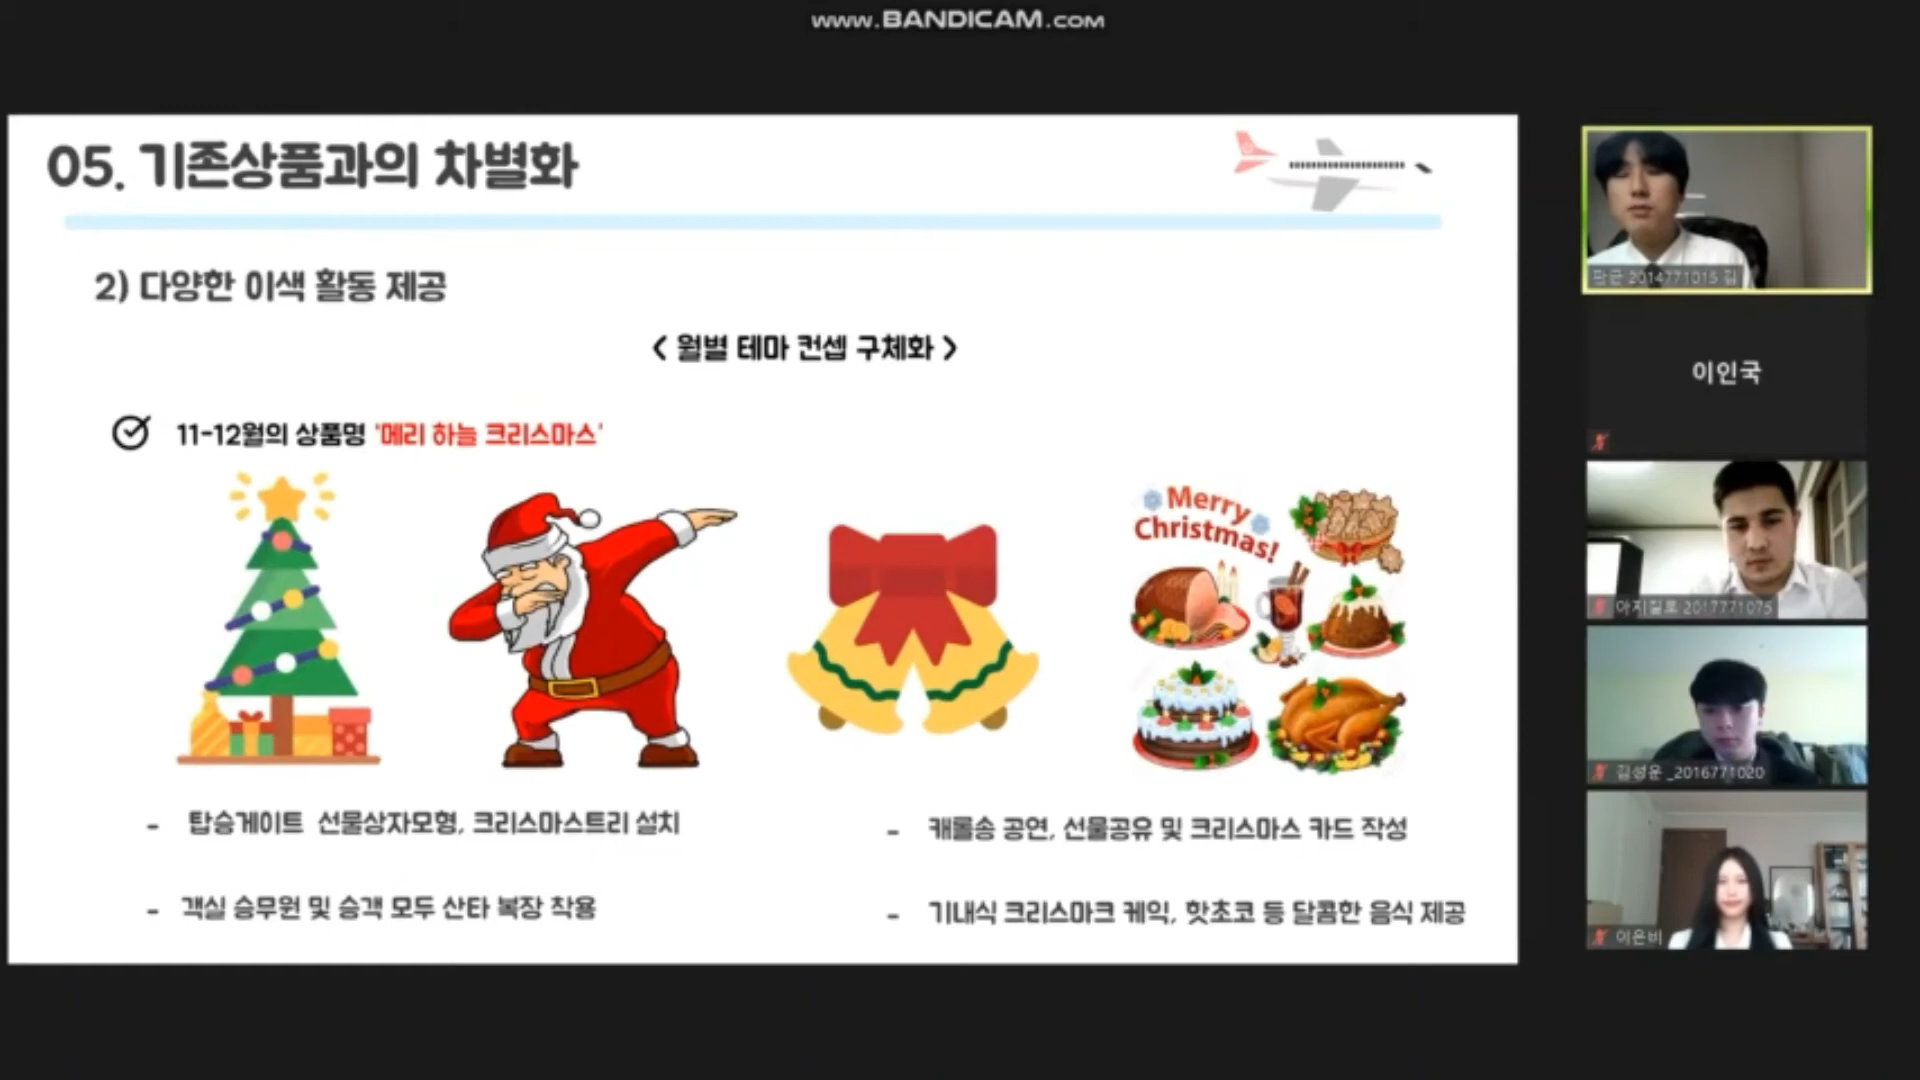 www.BANDICAM.com
05. 기존상품과의 차별화
2) 다양한 이색 활동 제공
< 월별 테마 컨셉 구체화 >
11-12월의 상품명 '메리 하늘 크리스마스'
Merry
Christmas!
- 탑승게이트 선물상자모형, 크리스마스트리 설치
- 캐롤송 공연, 선물공유 및 크리스마스 카드 작성
- 객실 승무원 및 승객 모두 산타 복장 착용
- 기내식 크리스마크 케익, 핫초코 등 달콤한 음식 제공
2014771015 김
이인국
2017771075
김성운 _2016771020
이은비